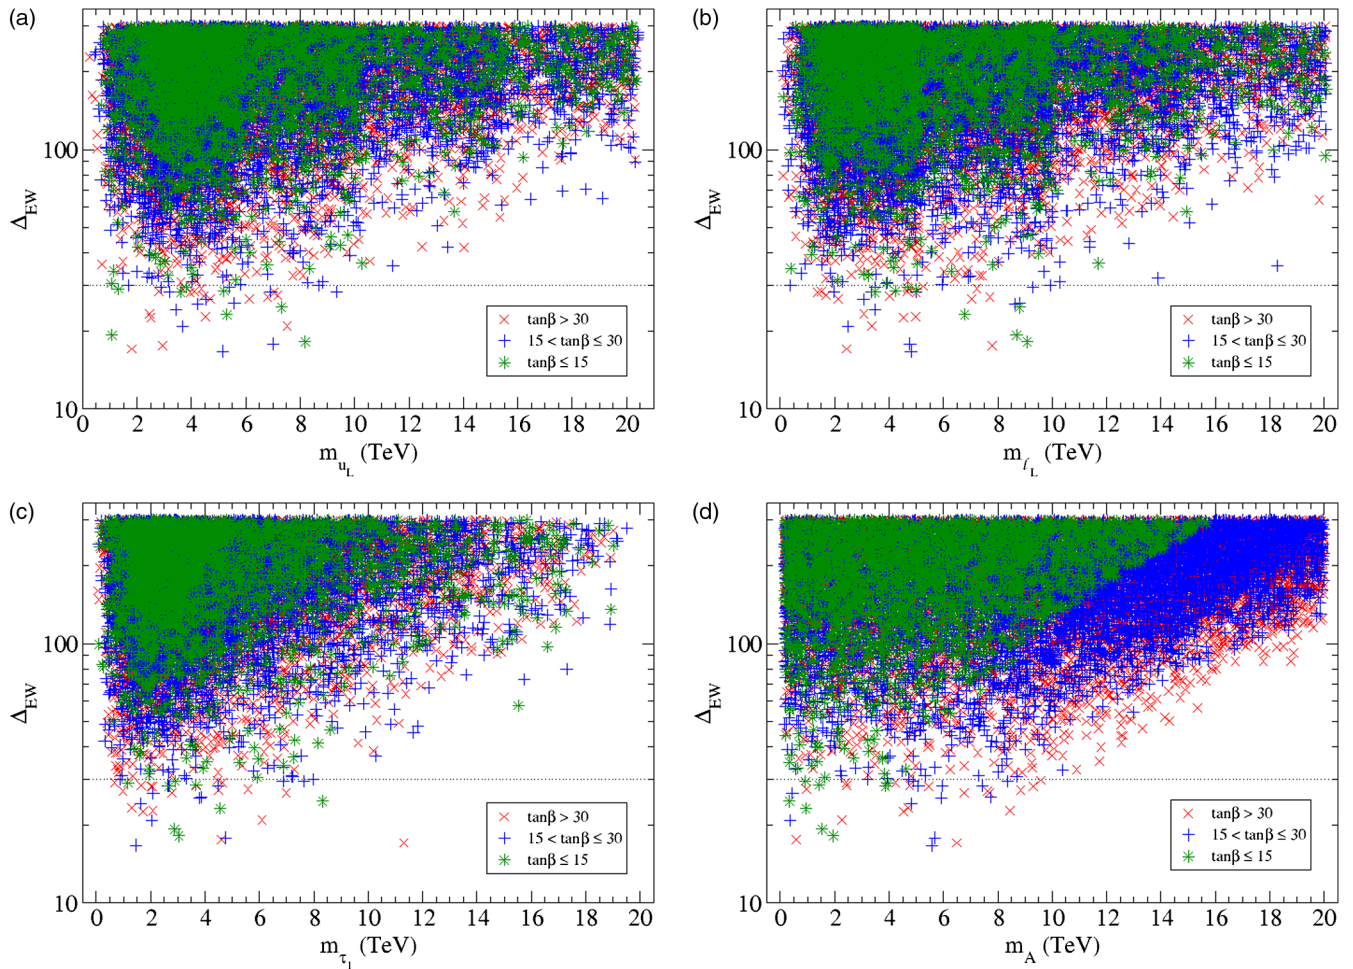 (a)
Δ_EW
100
10
0 2 4 6 8 10 12 14 16 18 20
m_{u_L} (TeV)
× tanβ > 30
+ 15 < tanβ ≤ 30
✳ tanβ ≤ 15
(b)
Δ_EW
100
10
0 2 4 6 8 10 12 14 16 18 20
m_{ℓ_L} (TeV)
× tanβ > 30
+ 15 < tanβ ≤ 30
✳ tanβ ≤ 15
(c)
Δ_EW
100
10
0 2 4 6 8 10 12 14 16 18 20
m_{τ_1} (TeV)
× tanβ > 30
+ 15 < tanβ ≤ 30
✳ tanβ ≤ 15
(d)
Δ_EW
100
10
0 2 4 6 8 10 12 14 16 18 20
m_A (TeV)
× tanβ > 30
+ 15 < tanβ ≤ 30
✳ tanβ ≤ 15